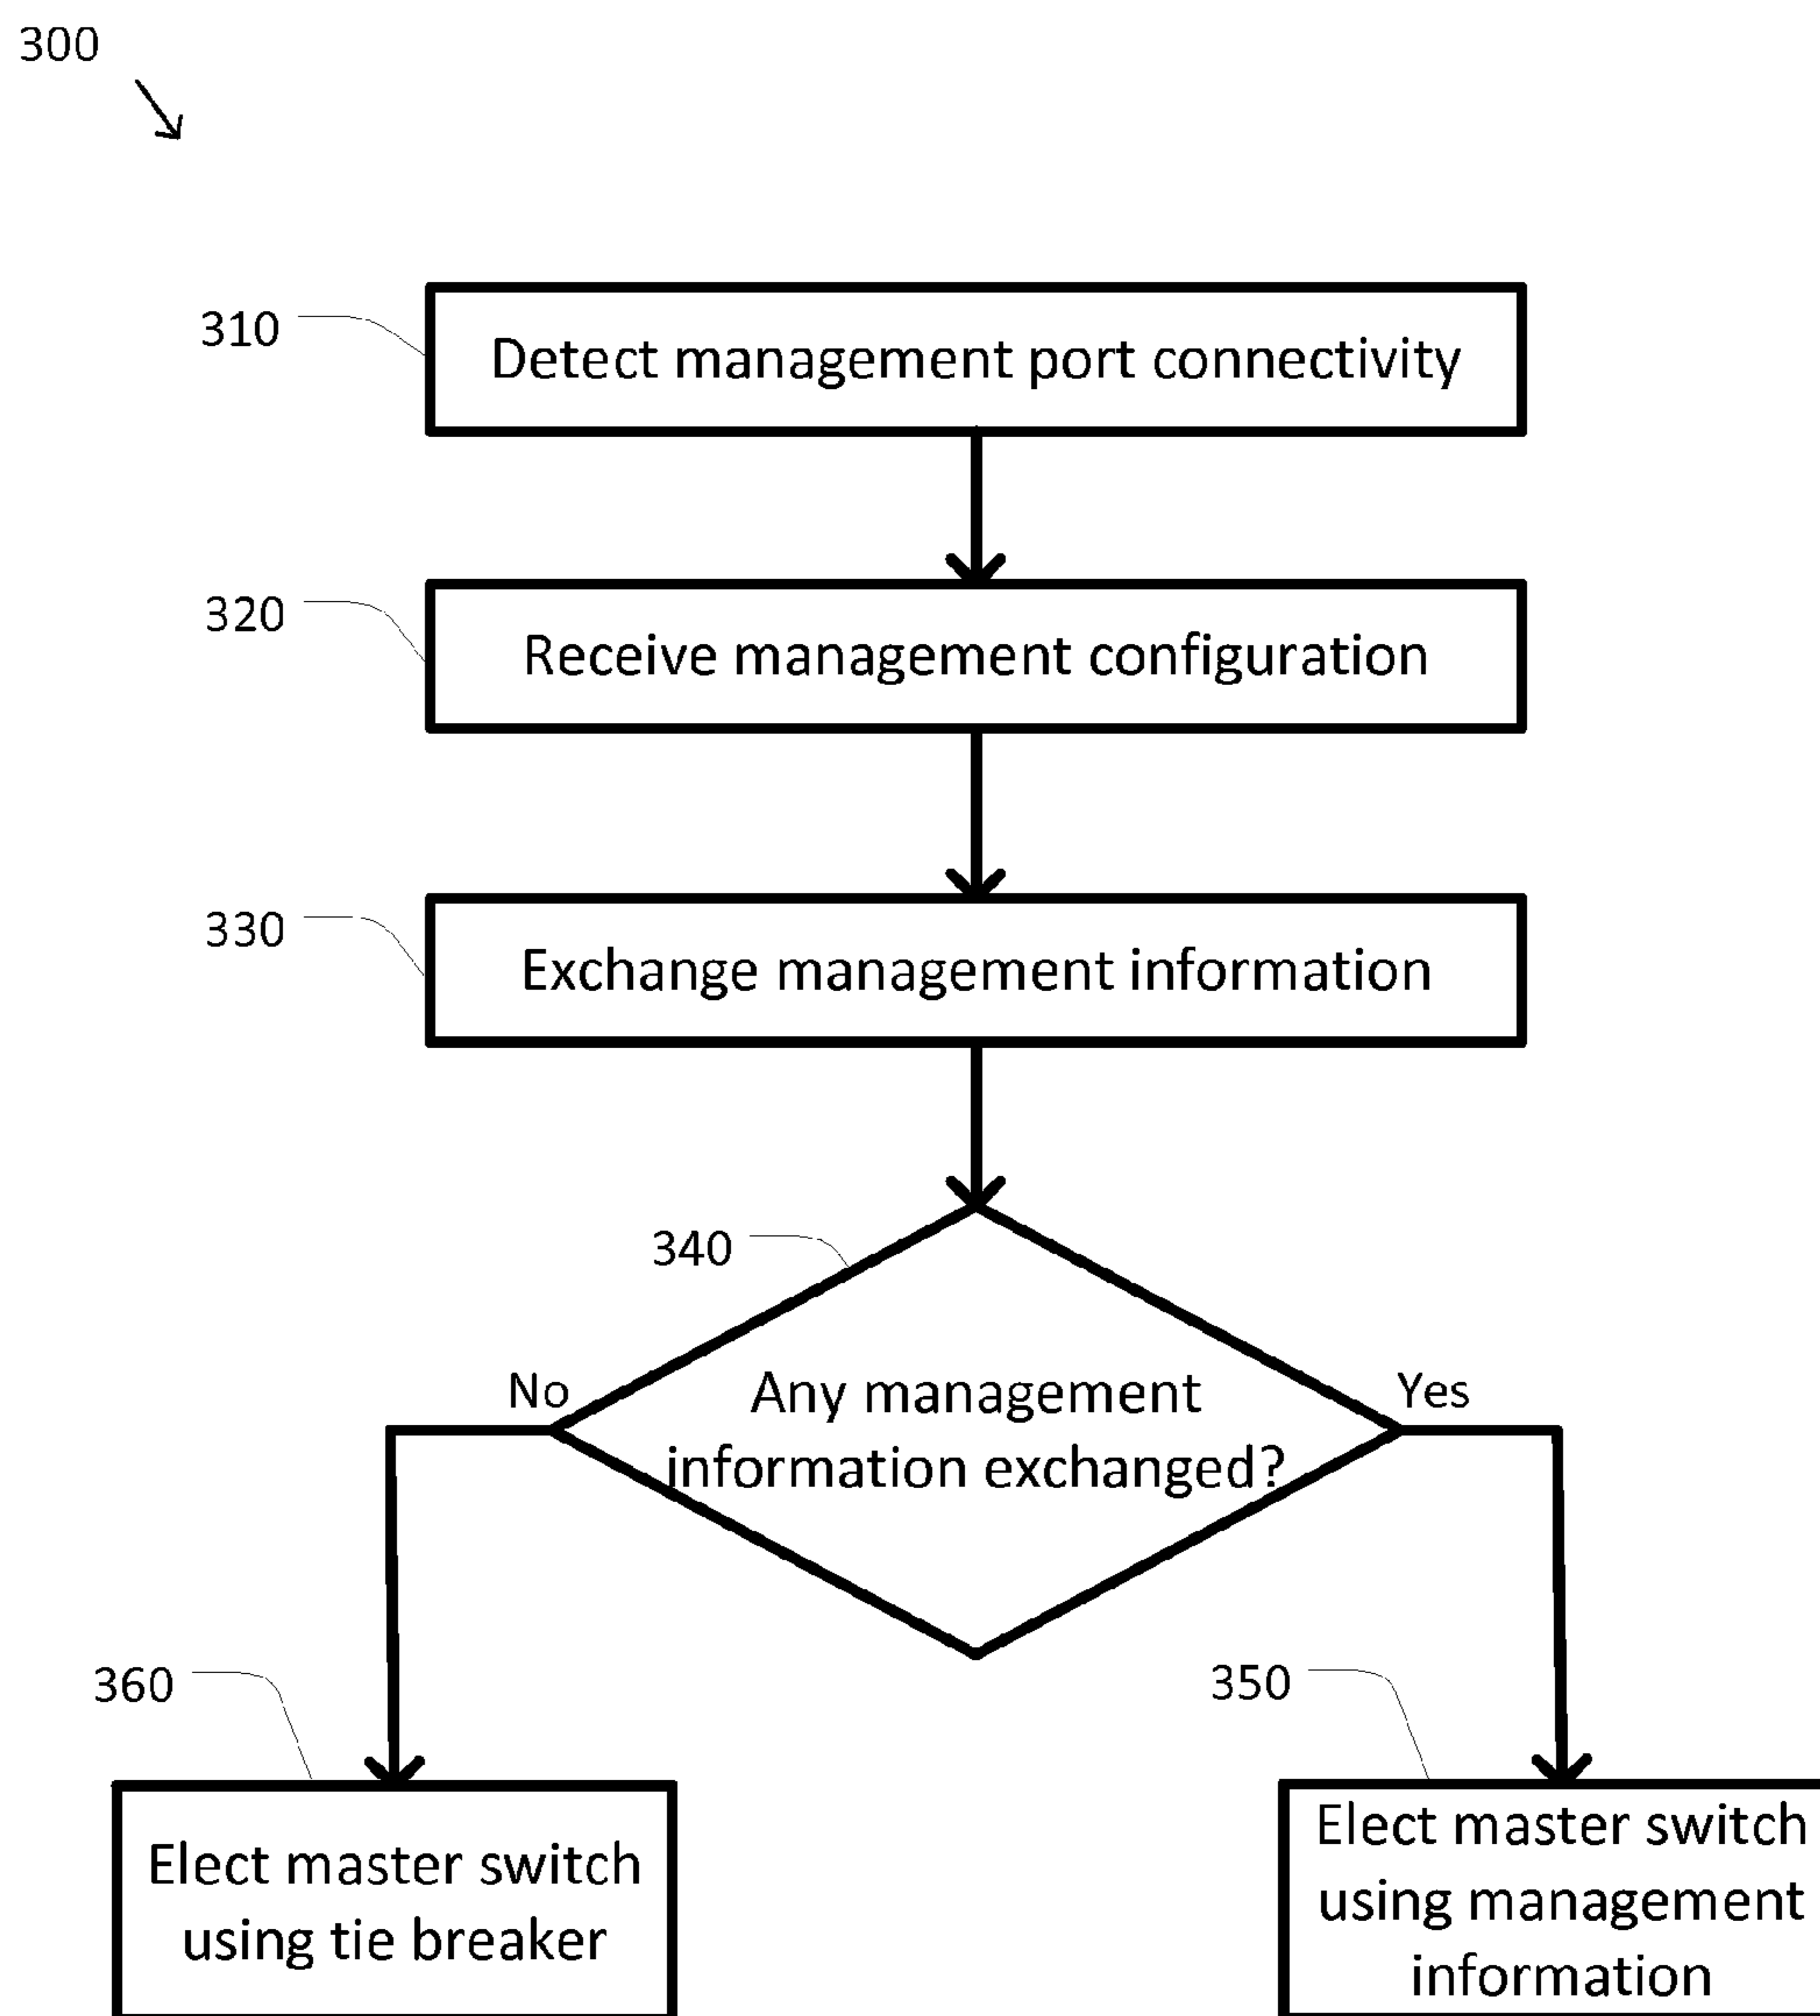 300
310
Detect management port connectivity
320
Receive management configuration
330
Exchange management information
340
No
Any management
Yes
information exchanged?
360
350
Elect master switch
using tie breaker
Elect master switch
using management
information